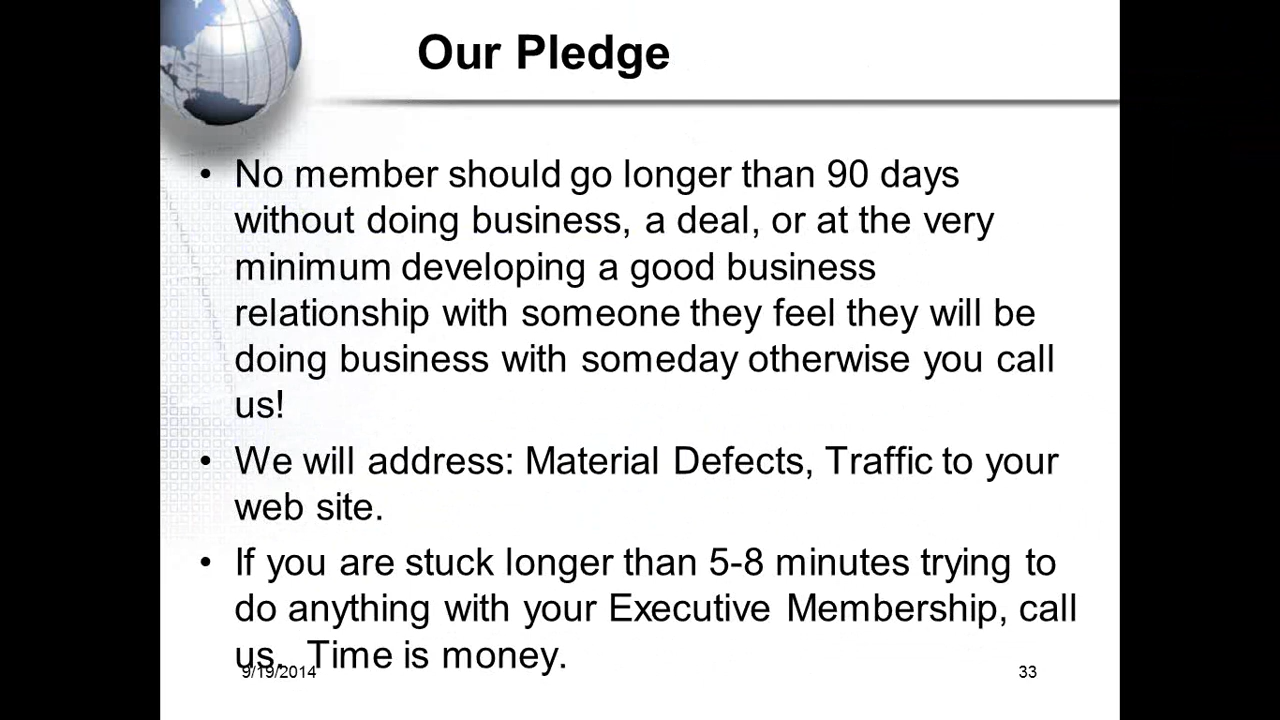 Our Pledge
• No member should go longer than 90 days
without doing business, a deal, or at the very
minimum developing a good business
relationship with someone they feel they will be
doing business with someday otherwise you call
us!
• We will address: Material Defects, Traffic to your
web site.
• If you are stuck longer than 5-8 minutes trying to
do anything with your Executive Membership, call
us. Time is money.
9/19/2014
33